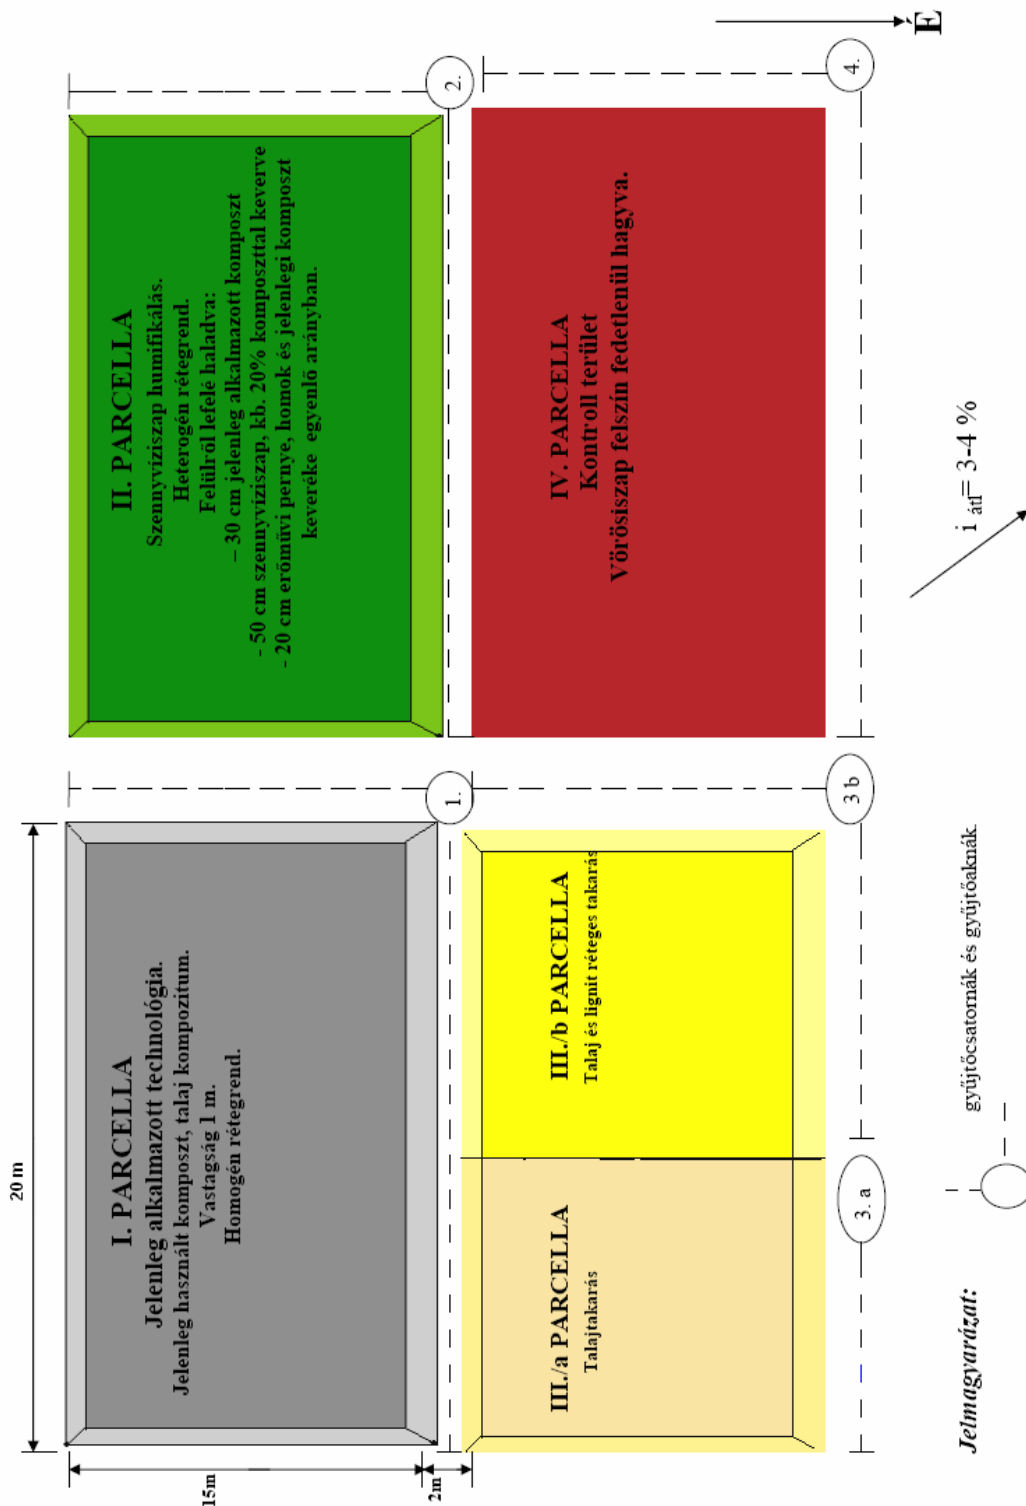 20 m
15m
2m
I. PARCELLA
Jelenleg alkalmazott technológia.
Jelenleg használt komposzt, talaj kompozitum.
Vastagság 1 m.
Homogén rétegrend.
1.
II. PARCELLA
Szennyvíziszap humifikálás.
Heterogén rétegrend.
Felülről lefelé haladva:
– 30 cm jelenleg alkalmazott komposzt
- 50 cm szennyvíziszap, kb. 20% komposzttal keverve
- 20 cm erőművi pernye, homok és jelenlegi komposzt
keveréke egyenlő arányban.
2.
III./a PARCELLA
Talajtakarás
3. a
III./b PARCELLA
Talaj és lignit réteges takarás
3 b
IV. PARCELLA
Kontroll terület
Vörösiszap felszín fedetlenül hagyva.
4.
É
i átl= 3-4 %
Jelmagyarázat:
gyűjtőcsatornák és gyűjtőaknák.